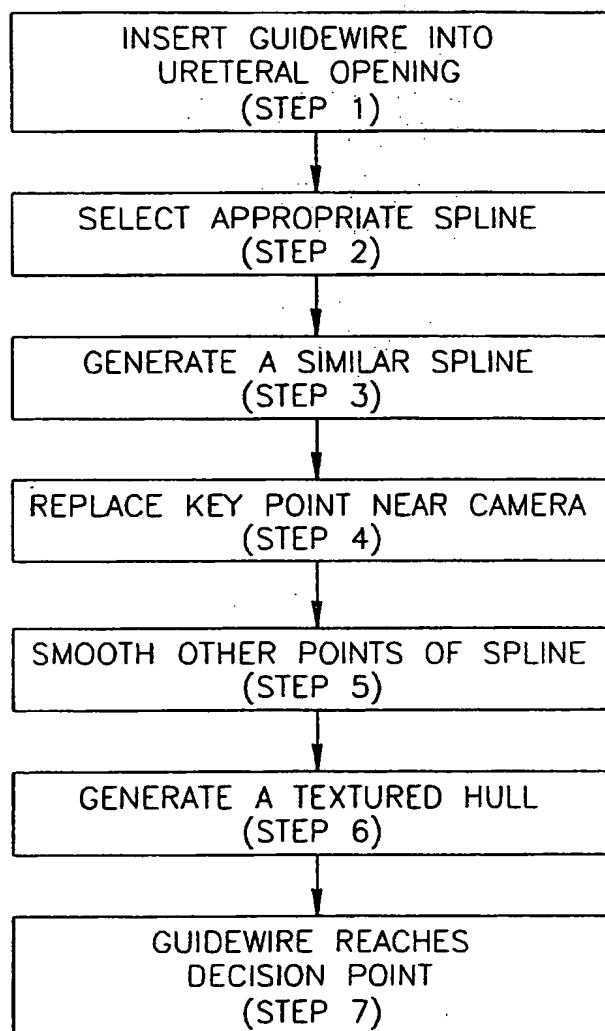 INSERT GUIDEWIRE INTO
URETERAL OPENING
(STEP 1)
SELECT APPROPRIATE SPLINE
(STEP 2)
GENERATE A SIMILAR SPLINE
(STEP 3)
REPLACE KEY POINT NEAR CAMERA
(STEP 4)
SMOOTH OTHER POINTS OF SPLINE
(STEP 5)
GENERATE A TEXTURED HULL
(STEP 6)
GUIDEWIRE REACHES
DECISION POINT
(STEP 7)